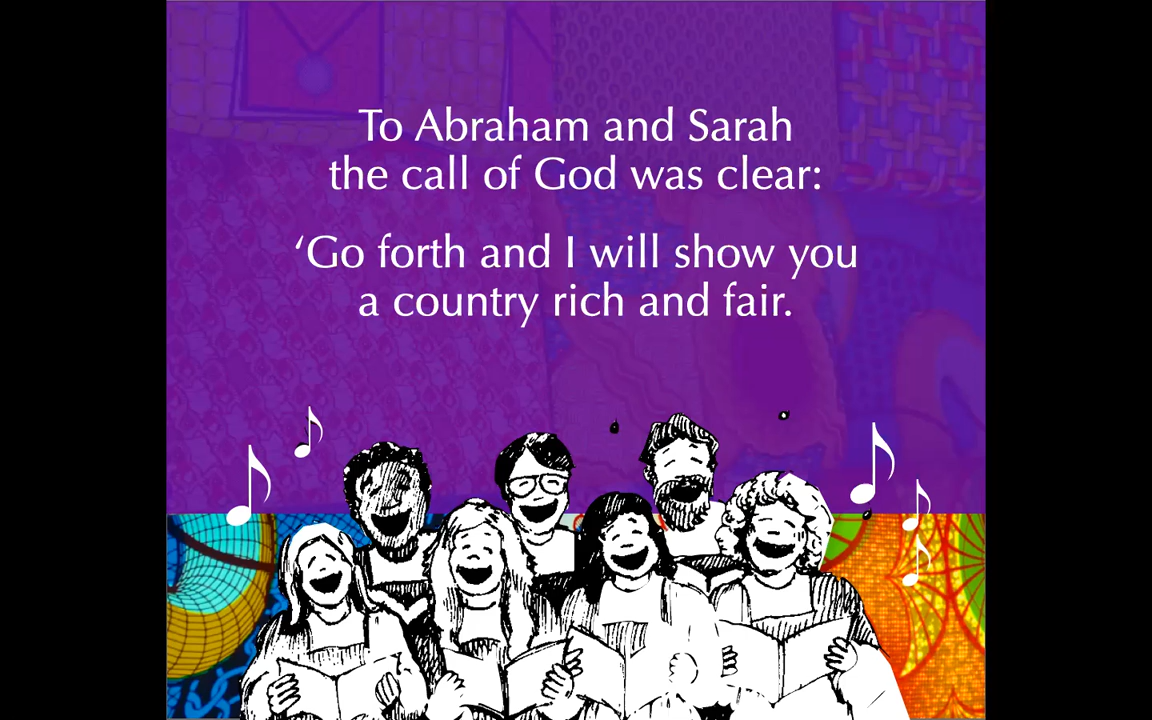 To Abraham and Sarah
the call of God was clear:
‘Go forth and I will show you
a country rich and fair.